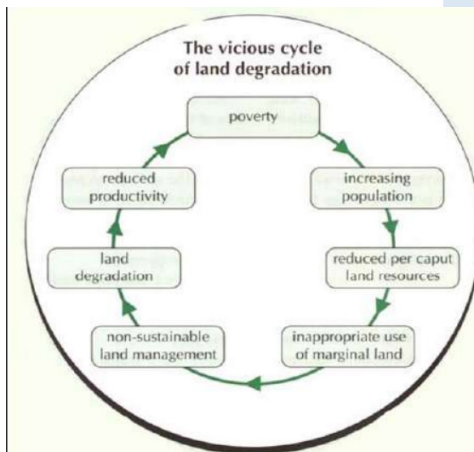 The vicious cycle
of land degradation
poverty
increasing
population
reduced per caput
land resources
inappropriate use
of marginal land
non-sustainable
land management
land
degradation
reduced
productivity